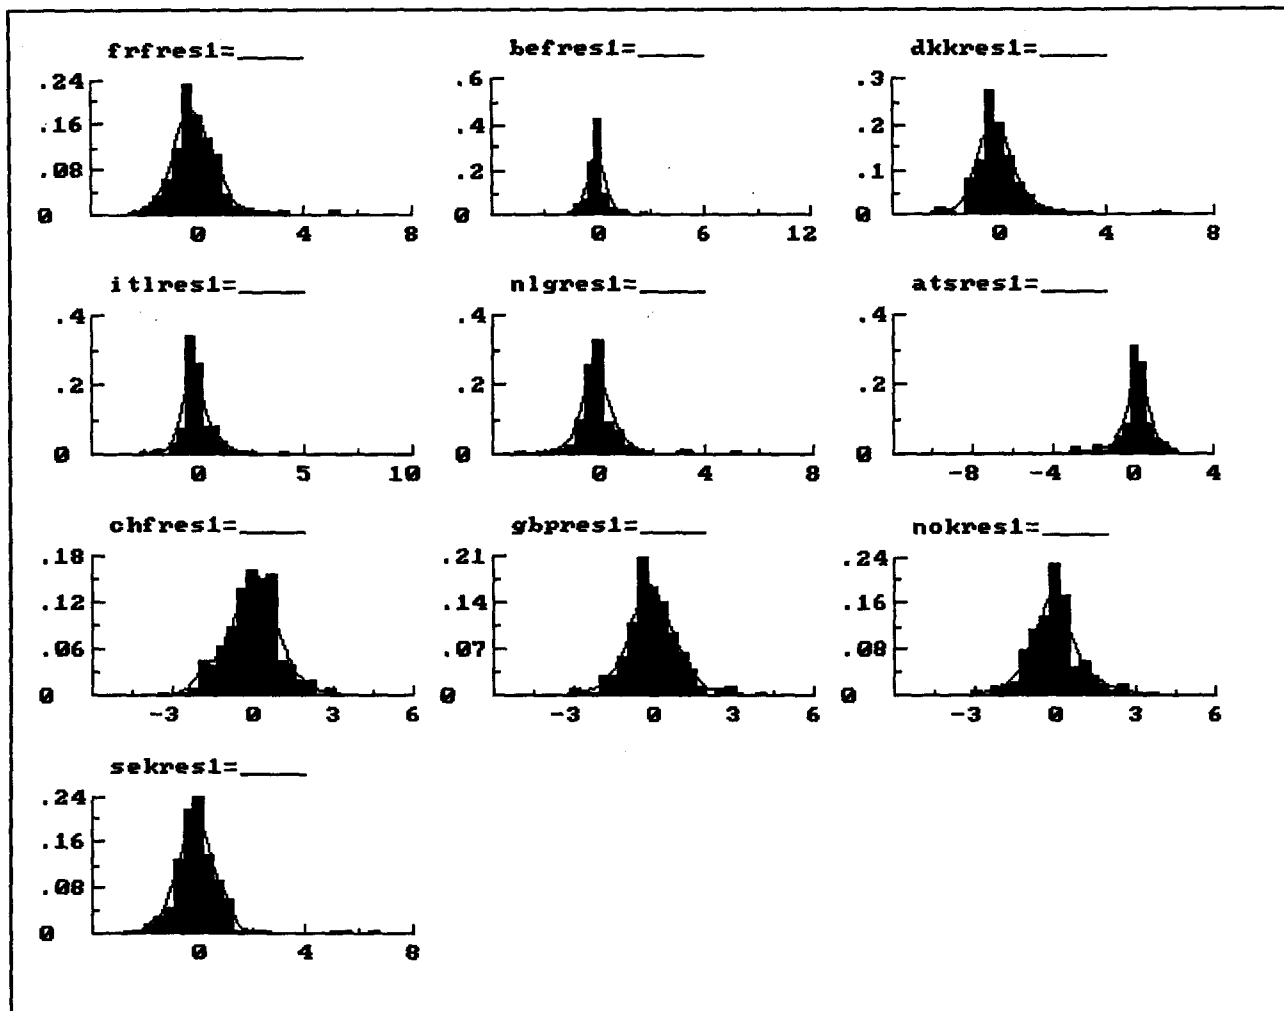 frfres1=____ befres1=____ dkkres1=____
.24 .6 .3
.16 .4 .2
.08 .2 .1
0 0 0
0 4 8 0 6 12 0 4 8
itlres1=____ nlgres1=____ atsres1=____
.4 .4 .4
.2 .2 .2
0 0 0
0 5 10 0 4 8 -8 -4 0 4
chfres1=____ gbpres1=____ nokres1=____
.18 .21 .24
.12 .14 .16
.06 .07 .08
0 0 0
-3 0 3 6 -4 0 3 6 -3 0 3 6
sekres1=____
.24
.16
.08
0
0 4 8